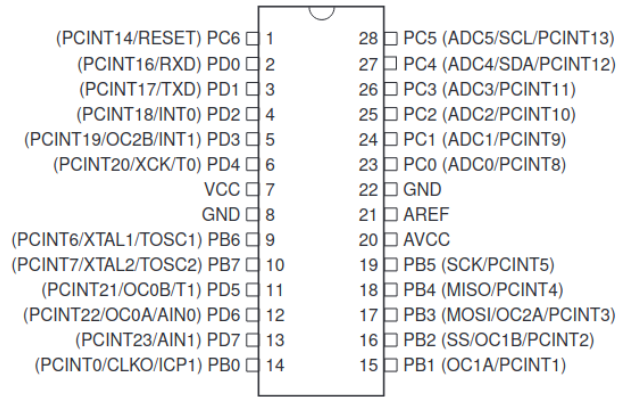 (PCINT14/RESET) PC6 1 28 PC5 (ADC5/SCL/PCINT13)
(PCINT16/RXD) PD0 2 27 PC4 (ADC4/SDA/PCINT12)
(PCINT17/TXD) PD1 3 26 PC3 (ADC3/PCINT11)
(PCINT18/INT0) PD2 4 25 PC2 (ADC2/PCINT10)
(PCINT19/OC2B/INT1) PD3 5 24 PC1 (ADC1/PCINT9)
(PCINT20/XCK/T0) PD4 6 23 PC0 (ADC0/PCINT8)
VCC 7 22 GND
GND 8 21 AREF
(PCINT6/XTAL1/TOSC1) PB6 9 20 AVCC
(PCINT7/XTAL2/TOSC2) PB7 10 19 PB5 (SCK/PCINT5)
(PCINT21/OC0B/T1) PD5 11 18 PB4 (MISO/PCINT4)
(PCINT22/OC0A/AIN0) PD6 12 17 PB3 (MOSI/OC2A/PCINT3)
(PCINT23/AIN1) PD7 13 16 PB2 (SS/OC1B/PCINT2)
(PCINT0/CLKO/ICP1) PB0 14 15 PB1 (OC1A/PCINT1)